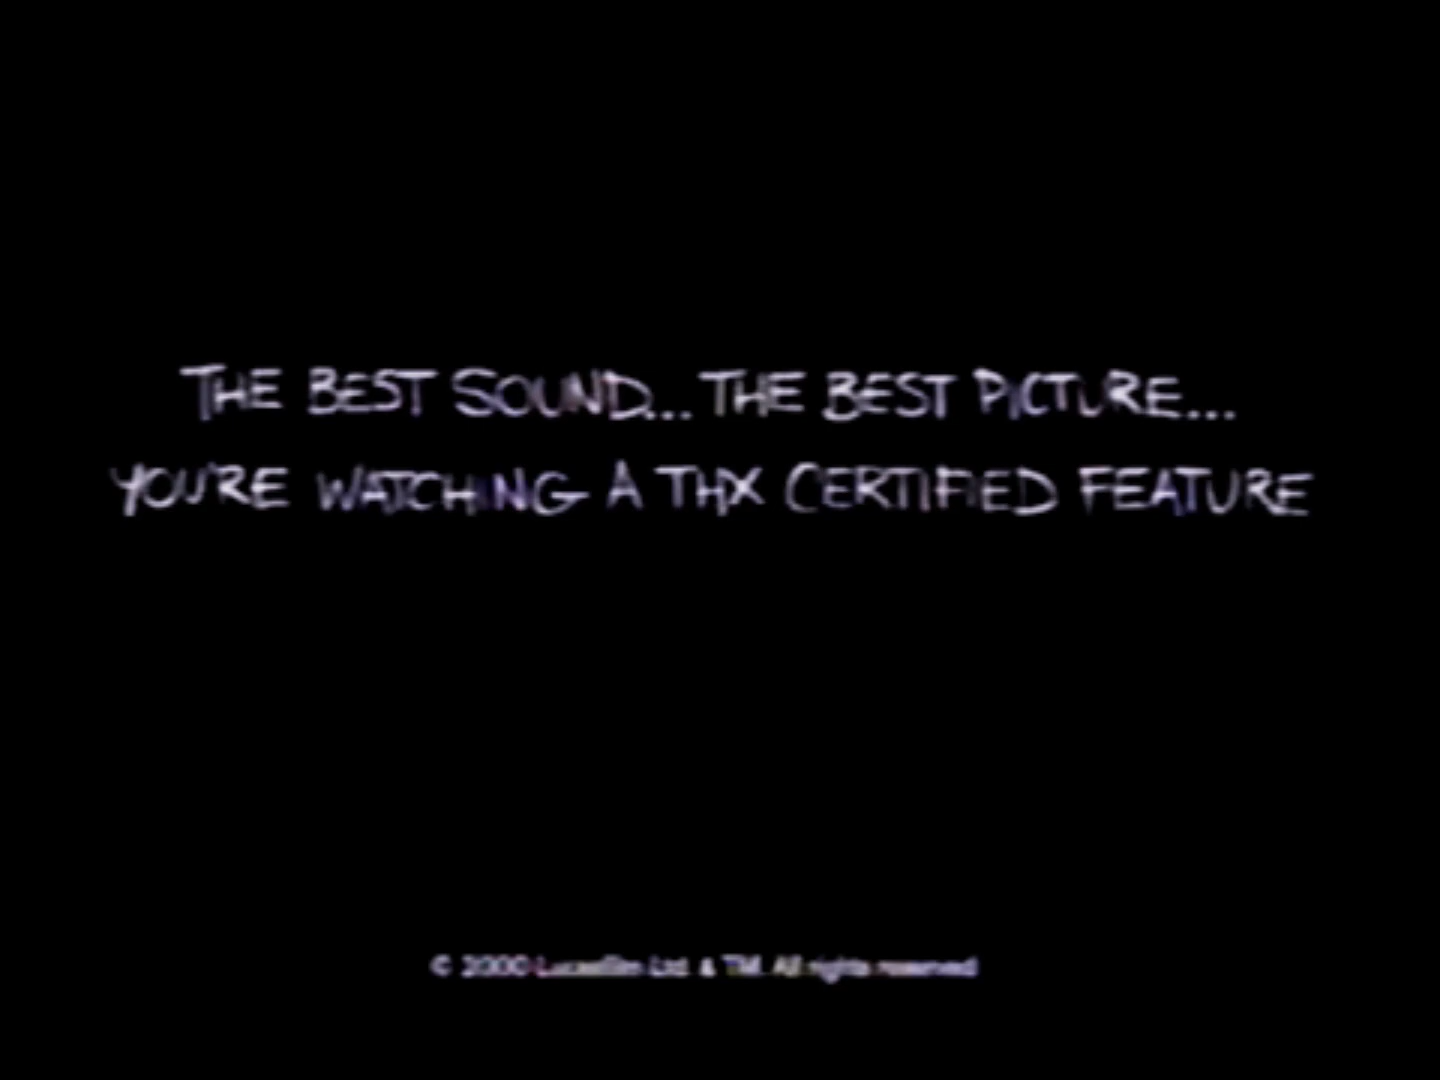 THE BEST SOUND... THE BEST PICTURE...
YOU'RE WATCHING A THX CERTIFIED FEATURE
© 2000 Lucasfilm Ltd. & TM. All rights reserved